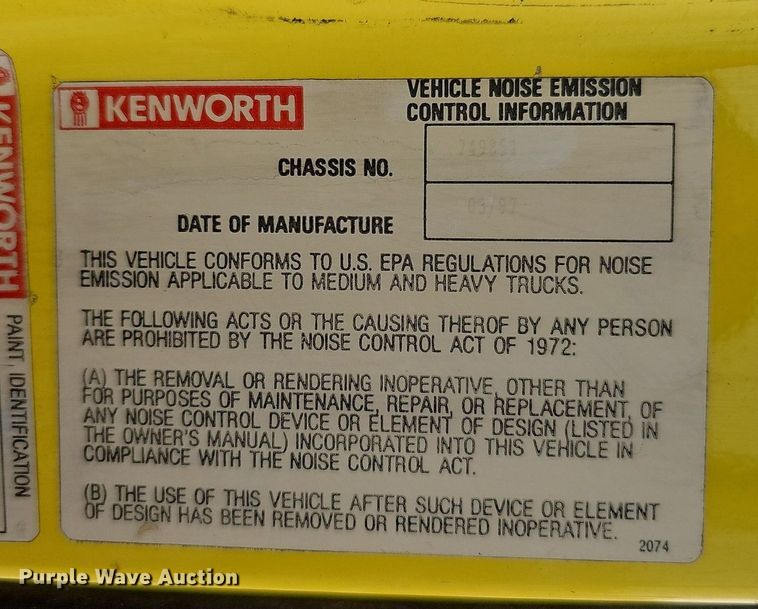 KENWORTH
VEHICLE NOISE EMISSION
CONTROL INFORMATION
CHASSIS NO.
DATE OF MANUFACTURE
THIS VEHICLE CONFORMS TO U.S. EPA REGULATIONS FOR NOISE
EMISSION APPLICABLE TO MEDIUM AND HEAVY TRUCKS.
THE FOLLOWING ACTS OR THE CAUSING THEROF BY ANY PERSON
ARE PROHIBITED BY THE NOISE CONTROL ACT OF 1972:
(A) THE REMOVAL OR RENDERING INOPERATIVE, OTHER THAN
FOR PURPOSES OF MAINTENANCE, REPAIR, OR REPLACEMENT, OF
ANY NOISE CONTROL DEVICE OR ELEMENT OF DESIGN (LISTED IN
THE OWNER'S MANUAL) INCORPORATED INTO THIS VEHICLE IN
COMPLIANCE WITH THE NOISE CONTROL ACT.
(B) THE USE OF THIS VEHICLE AFTER SUCH DEVICE OR ELEMENT
OF DESIGN HAS BEEN REMOVED OR RENDERED INOPERATIVE.
2074
KENWORTH
PAINT IDENTIFICATION
Purple Wave Auction